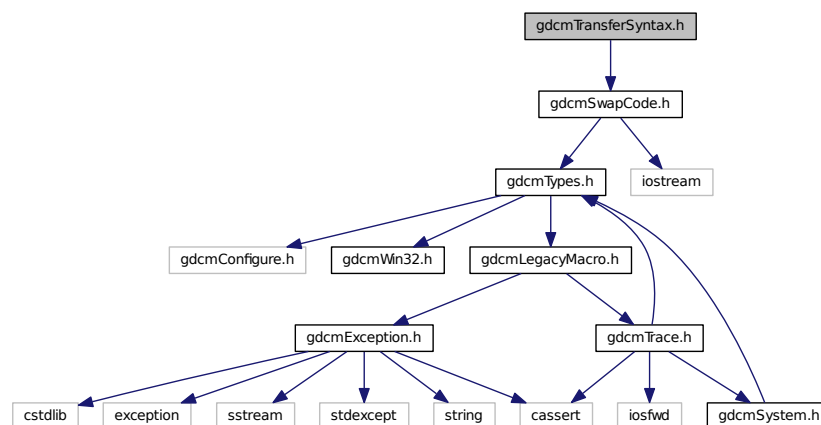 gdcmTransferSyntax.h
gdcmSwapCode.h
gdcmTypes.h
iostream
gdcmConfigure.h
gdcmWin32.h
gdcmLegacyMacro.h
gdcmException.h
gdcmTrace.h
cstdlib
exception
sstream
stdexcept
string
cassert
iosfwd
gdcmSystem.h